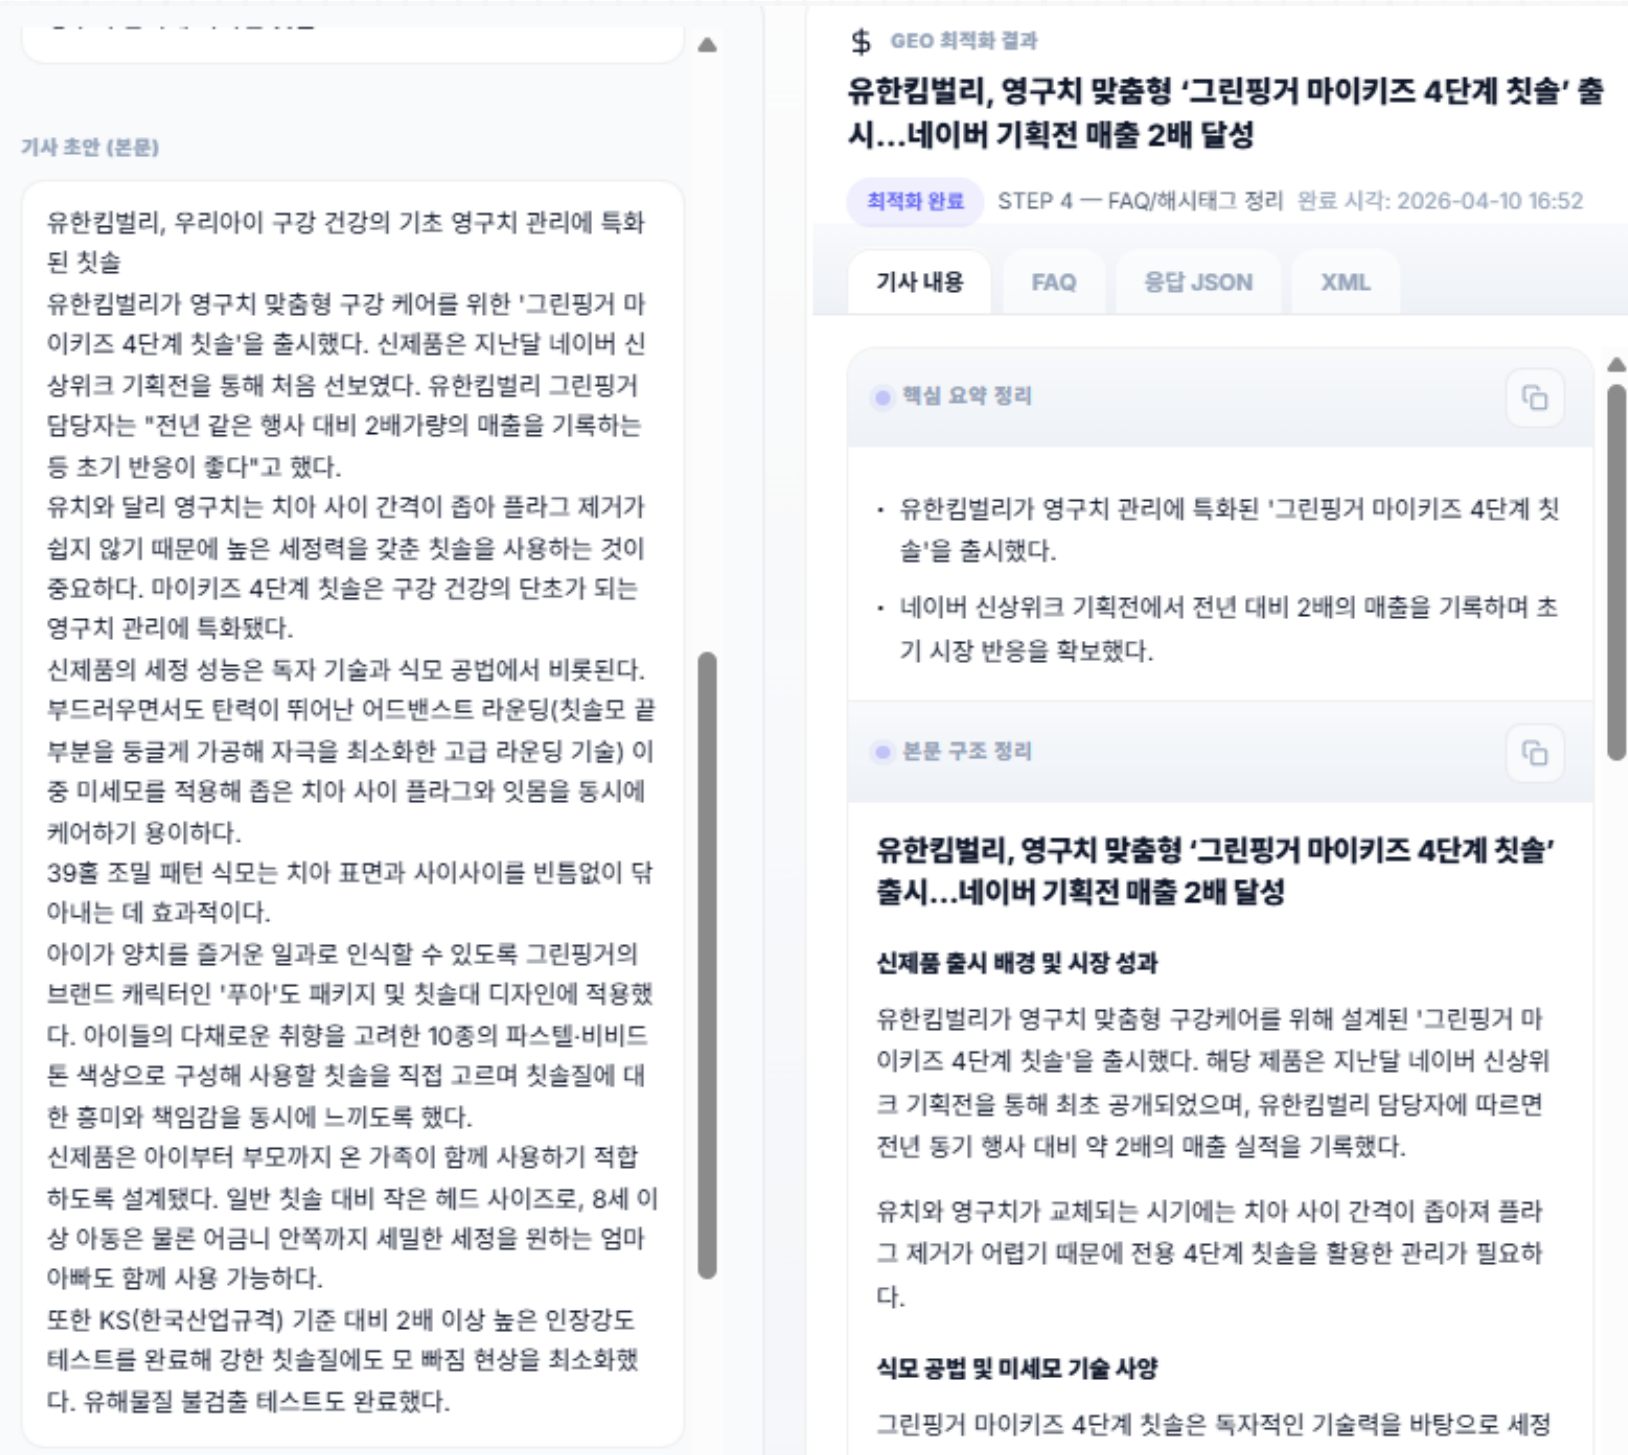 기사 초안 (본문)
유한킴벌리, 우리아이 구강 건강의 기초 영구치 관리에 특화
된 칫솔
유한킴벌리가 영구치 맞춤형 구강 케어를 위한 '그린핑거 마
이키즈 4단계 칫솔'을 출시했다. 신제품은 지난달 네이버 신
상위크 기획전을 통해 처음 선보였다. 유한킴벌리 그린핑거
담당자는 "전년 같은 행사 대비 2배가량의 매출을 기록하는
등 초기 반응이 좋다"고 했다.
유치와 달리 영구치는 치아 사이 간격이 좁아 플라그 제거가
쉽지 않기 때문에 높은 세정력을 갖춘 칫솔을 사용하는 것이
중요하다. 마이키즈 4단계 칫솔은 구강 건강의 단초가 되는
영구치 관리에 특화됐다.
신제품의 세정 성능은 독자 기술과 식모 공법에서 비롯된다.
부드러우면서도 탄력이 뛰어난 어드밴스트 라운딩(칫솔모 끝
부분을 둥글게 가공해 자극을 최소화한 고급 라운딩 기술) 이
중 미세모를 적용해 좁은 치아 사이 플라그와 잇몸을 동시에
케어하기 용이하다.
39홀 조밀 패턴 식모는 치아 표면과 사이사이를 빈틈없이 닦
아내는 데 효과적이다.
아이가 양치를 즐거운 일과로 인식할 수 있도록 그린핑거의
브랜드 캐릭터인 '푸아'도 패키지 및 칫솔대 디자인에 적용했
다. 아이들의 다채로운 취향을 고려한 10종의 파스텔·비비드
톤 색상으로 구성해 사용할 칫솔을 직접 고르며 칫솔질에 대
한 흥미와 책임감을 동시에 느끼도록 했다.
신제품은 아이부터 부모까지 온 가족이 함께 사용하기 적합
하도록 설계됐다. 일반 칫솔 대비 작은 헤드 사이즈로, 8세 이
상 아동은 물론 어금니 안쪽까지 세밀한 세정을 원하는 엄마
아빠도 함께 사용 가능하다.
또한 KS(한국산업규격) 기준 대비 2배 이상 높은 인장강도
테스트를 완료해 강한 칫솔질에도 모 빠짐 현상을 최소화했
다. 유해물질 불검출 테스트도 완료했다.
$ GEO 최적화 결과
유한킴벌리, 영구치 맞춤형 ‘그린핑거 마이키즈 4단계 칫솔’ 출
시...네이버 기획전 매출 2배 달성
최적화 완료 STEP 4 — FAQ/해시태그 정리 완료 시각: 2026-04-10 16:52
기사 내용 FAQ 응답 JSON XML
핵심 요약 정리
· 유한킴벌리가 영구치 관리에 특화된 '그린핑거 마이키즈 4단계 칫
솔'을 출시했다.
· 네이버 신상위크 기획전에서 전년 대비 2배의 매출을 기록하며 초
기 시장 반응을 확보했다.
본문 구조 정리
유한킴벌리, 영구치 맞춤형 ‘그린핑거 마이키즈 4단계 칫솔’
출시...네이버 기획전 매출 2배 달성
신제품 출시 배경 및 시장 성과
유한킴벌리가 영구치 맞춤형 구강케어를 위해 설계된 '그린핑거 마
이키즈 4단계 칫솔'을 출시했다. 해당 제품은 지난달 네이버 신상위
크 기획전을 통해 최초 공개되었으며, 유한킴벌리 담당자에 따르면
전년 동기 행사 대비 약 2배의 매출 실적을 기록했다.
유치와 영구치가 교체되는 시기에는 치아 사이 간격이 좁아져 플라
그 제거가 어렵기 때문에 전용 4단계 칫솔을 활용한 관리가 필요하
다.
식모 공법 및 미세모 기술 사양
그린핑거 마이키즈 4단계 칫솔은 독자적인 기술력을 바탕으로 세정